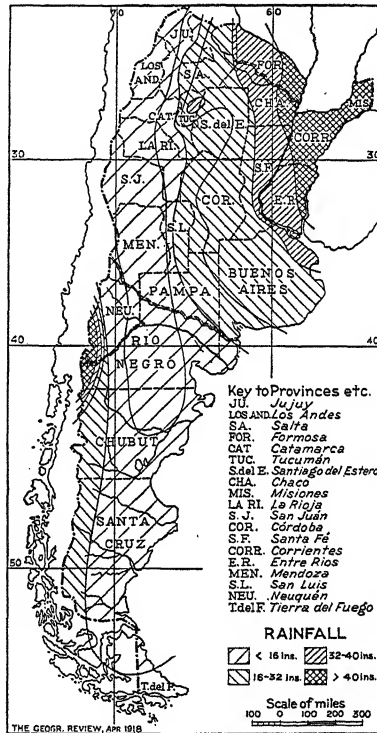 70 60
JU.
LOS AND.
S.A.
FOR.
CHA.
CAT.
TUC.
S. del E.
MIS.
CORR.
LA RI.
30 30
S.J.
S.F.
COR.
E.R.
S.L.
MEN.
BUENOS AIRES
PAMPA
NEU.
RIO NEGRO
40 40
CHUBUT
SANTA CRUZ
50 50
T.del F.
Key to Provinces etc.
JU. Jujuy
LOS AND. Los Andes
SA. Salta
FOR. Formosa
CAT Catamarca
TUC. Tucumán
S.del E. Santiago del Estero
CHA. Chaco
MIS. Misiones
LA RI. La Rioja
S. J. San Juán
COR. Córdoba
S. F. Santa Fé
CORR. Corrientes
E. R. Entre Rios
MEN. Mendoza
S.L. San Luis
NEU. Neuquén
T.del F. Tierra del Fuego
RAINFALL
< 16 Ins. 32-40 Ins.
16-32 Ins. > 40 Ins.
Scale of miles
100 0 100 200 300
THE GEOGR. REVIEW, APR 1918